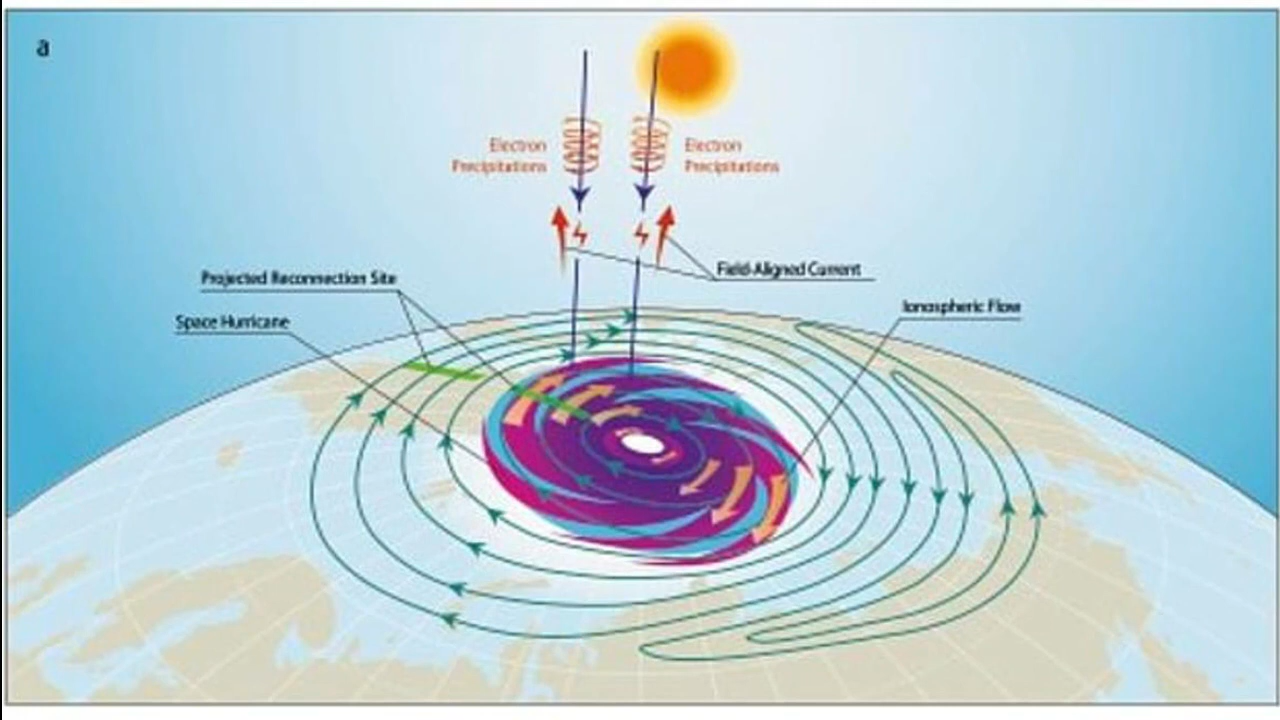 a
Electron
Precipitations
Electron
Precipitations
Field-Aligned Current
Projected Reconnection Site
Ionospheric Flow
Space Hurricane